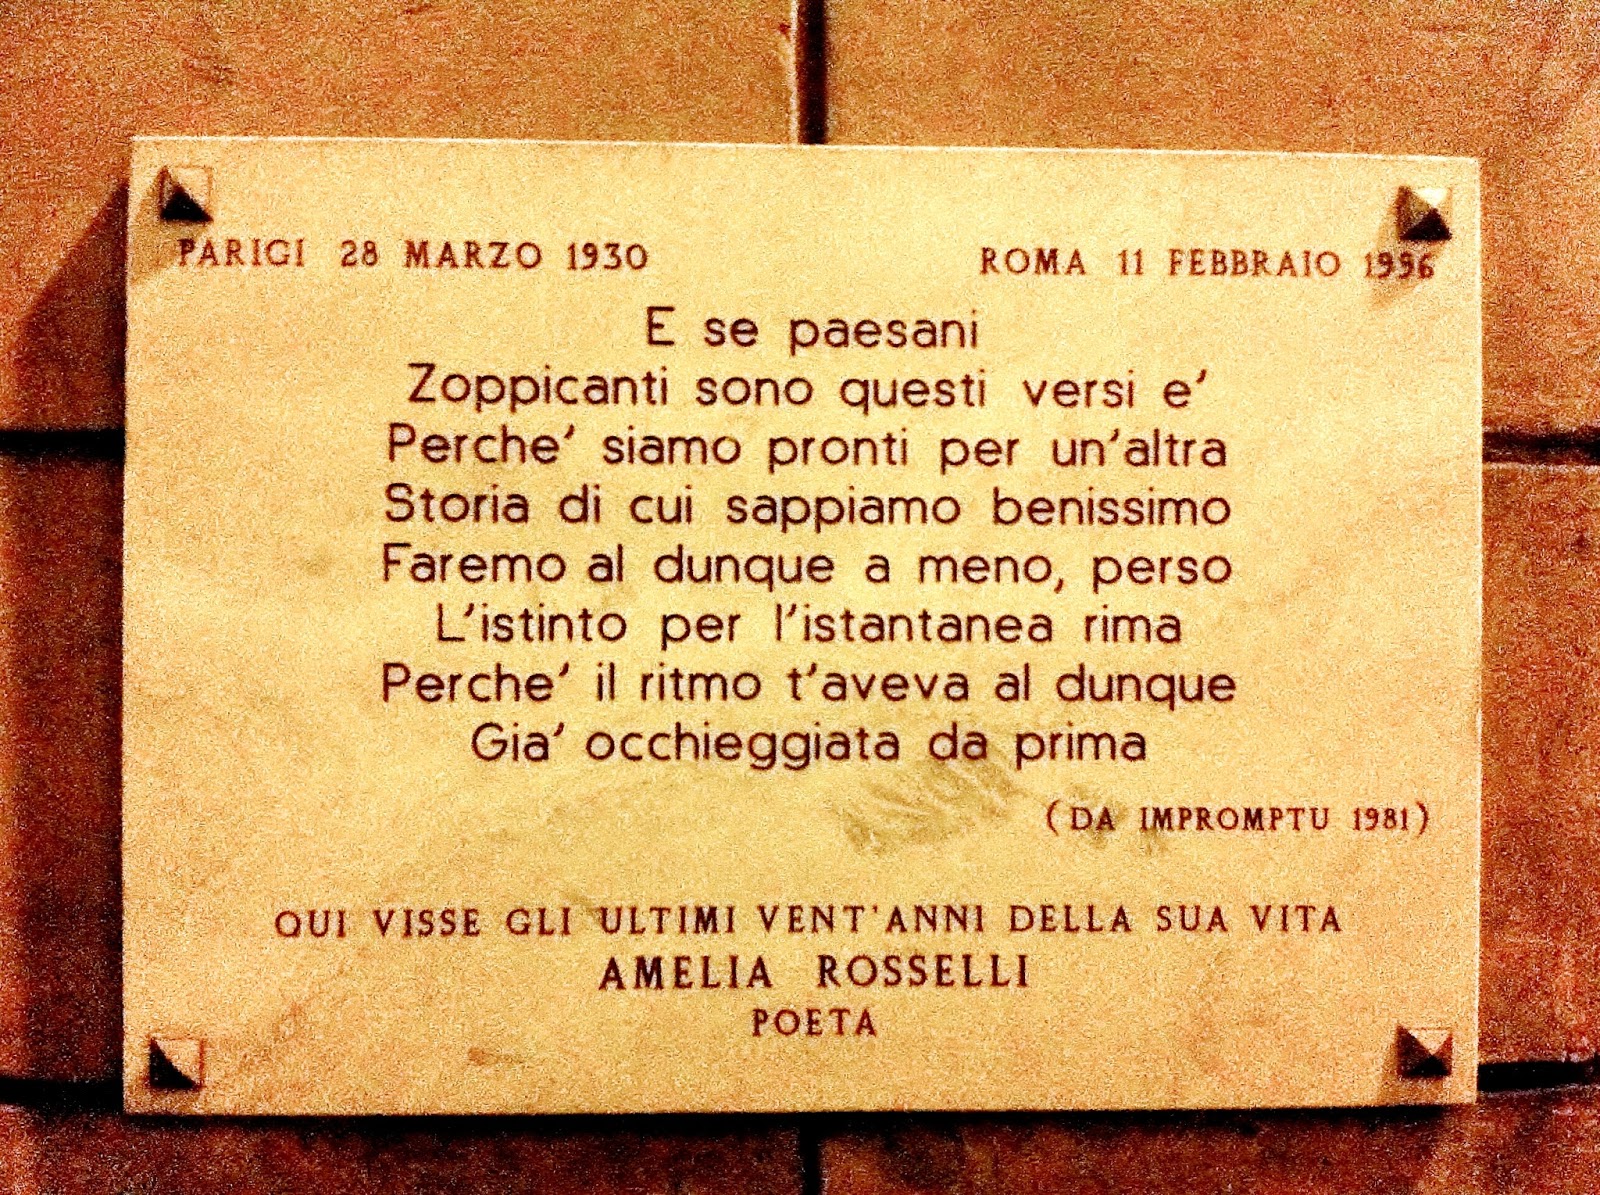 PARIGI 28 MARZO 1930 ROMA 11 FEBBRAIO 1996
E se paesani
Zoppicanti sono questi versi e'
Perche' siamo pronti per un'altra
Storia di cui sappiamo benissimo
Faremo al dunque a meno, perso
L'istinto per l'istantanea rima
Perche' il ritmo t'aveva al dunque
Gia' occhieggiata da prima
(DA IMPROMPTU 1981)
QUI VISSE GLI ULTIMI VENT'ANNI DELLA SUA VITA
AMELIA ROSSELLI
POETA